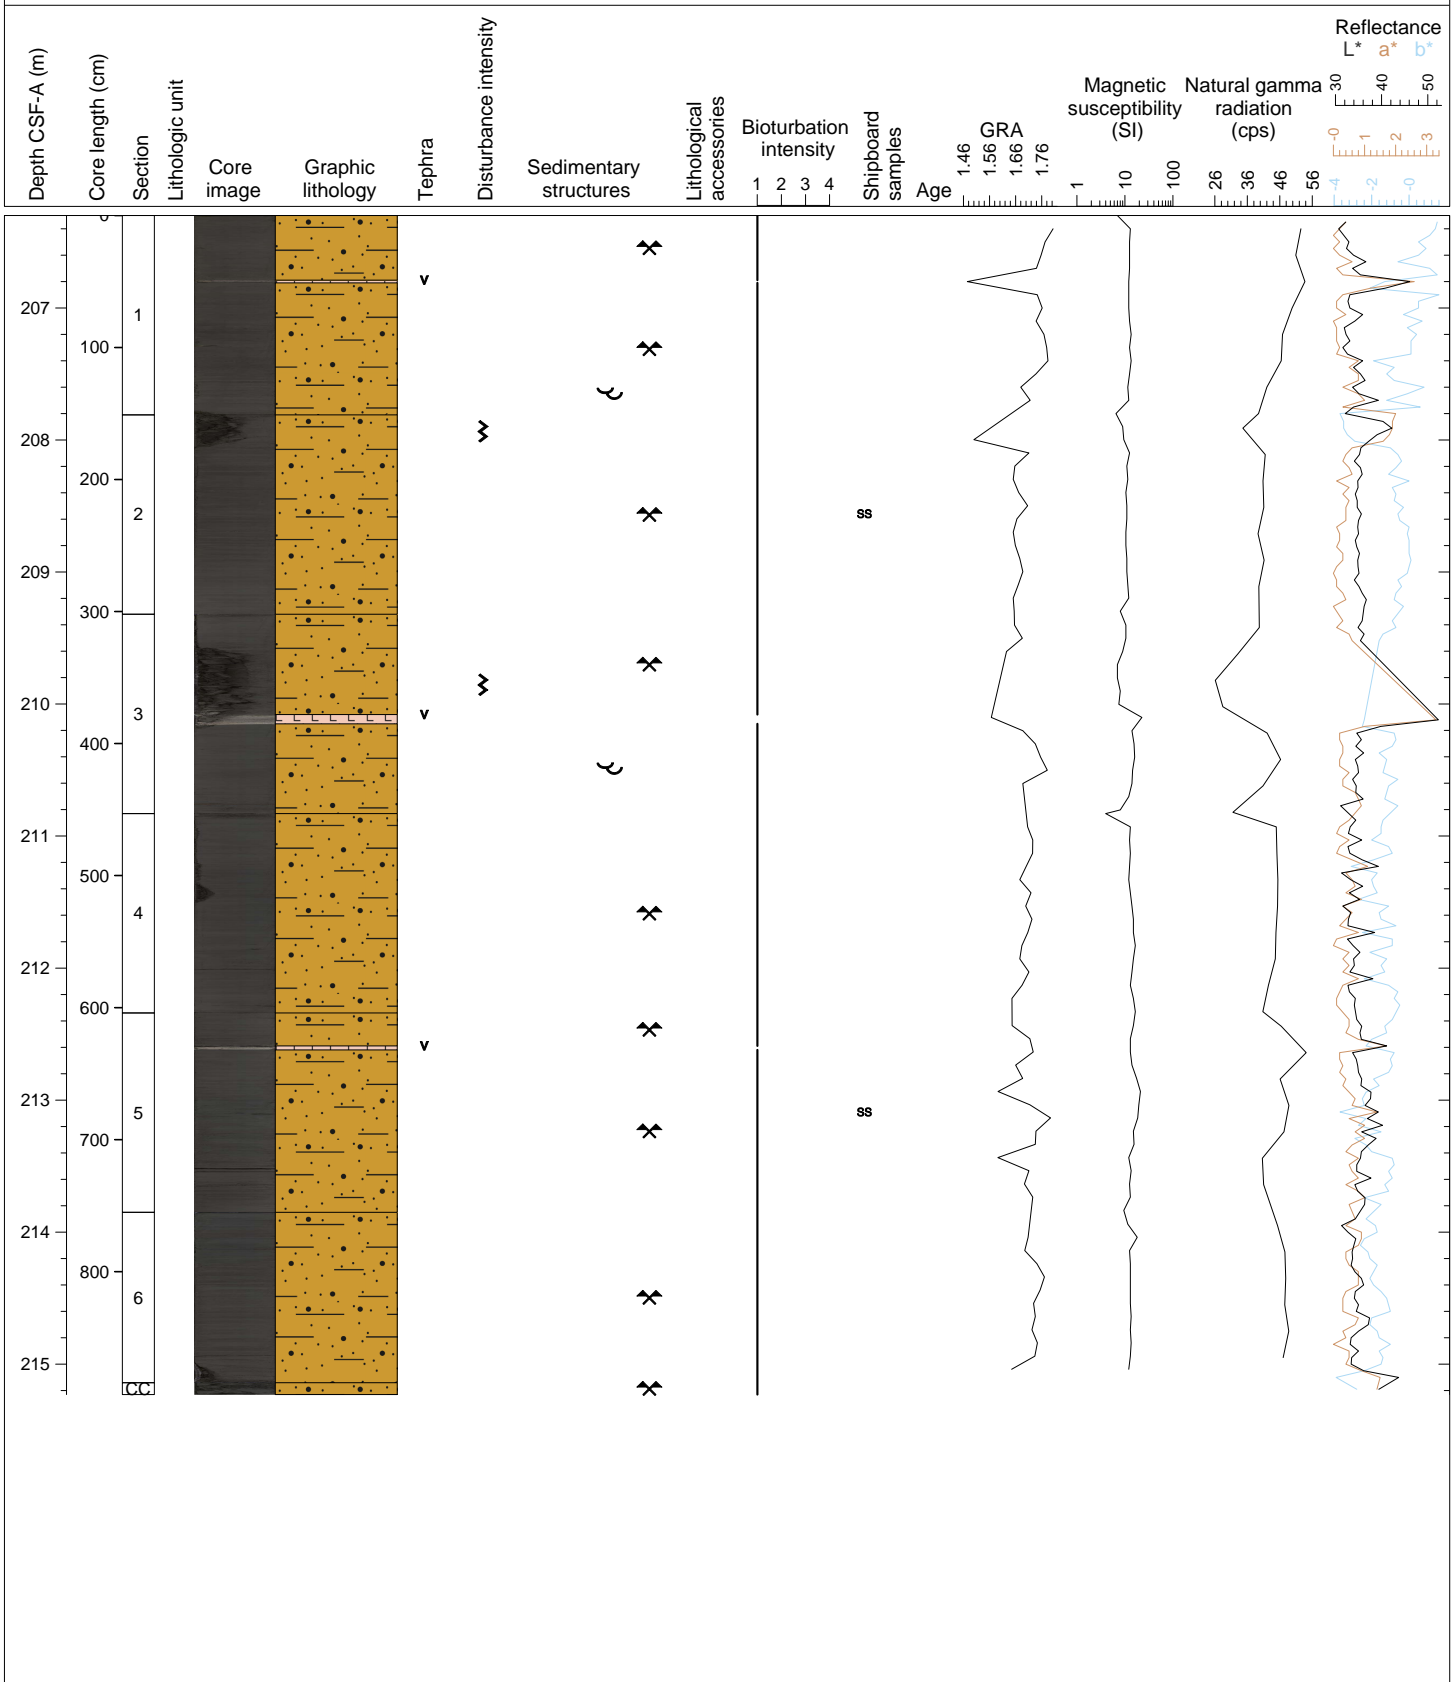 Depth CSF-A (m)
Core length (cm)
Section
Lithologic unit
Core
image
Graphic
lithology
Tephra
Disturbance intensity
Sedimentary
structures
Lithological
accessories
Bioturbation
intensity
1 2 3 4
Shipboard
samples
Age
GRA
1.46 1.56 1.66 1.76
Magnetic
susceptibility
(SI)
1 10 100
Natural gamma
radiation
(cps)
26 36 46 56
Reflectance
L* a* b*
30 40 50
-0 1 2 3
-4 -2 -0
0
v
207
1
100
208
200
2
ss
209
300
210
3
v
400
211
500
4
212
600
v
213
5
ss
700
214
800
6
215
CC